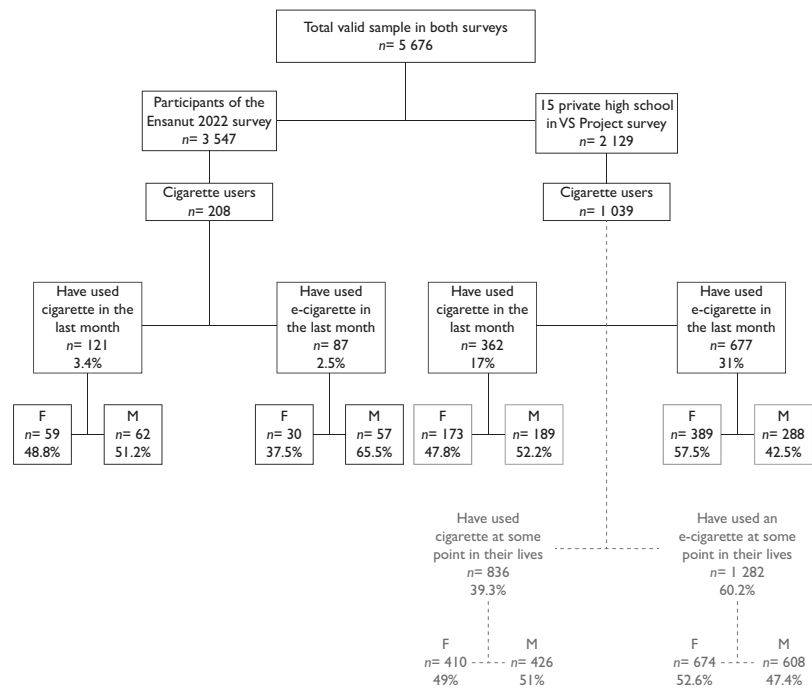 Total valid sample in both surveys
n= 5 676
Participants of the
Ensanut 2022 survey
n= 3 547
15 private high school
in VS Project survey
n= 2 129
Cigarette users
n= 208
Cigarette users
n= 1 039
Have used
cigarette in the
last month
n= 121
3.4%
Have used
e-cigarette in
the last month
n= 87
2.5%
Have used
cigarette in the
last month
n= 362
17%
Have used
e-cigarette in
the last month
n= 677
31%
F
n= 59
48.8%
M
n= 62
51.2%
F
n= 30
37.5%
M
n= 57
65.5%
F
n= 173
47.8%
M
n= 189
52.2%
F
n= 389
57.5%
M
n= 288
42.5%
Have used
cigarette at some
point in their lives
n= 836
39.3%
Have used an
e-cigarette at some
point in their lives
n= 1 282
60.2%
F
n= 410
49%
M
n= 426
51%
F
n= 674
52.6%
M
n= 608
47.4%